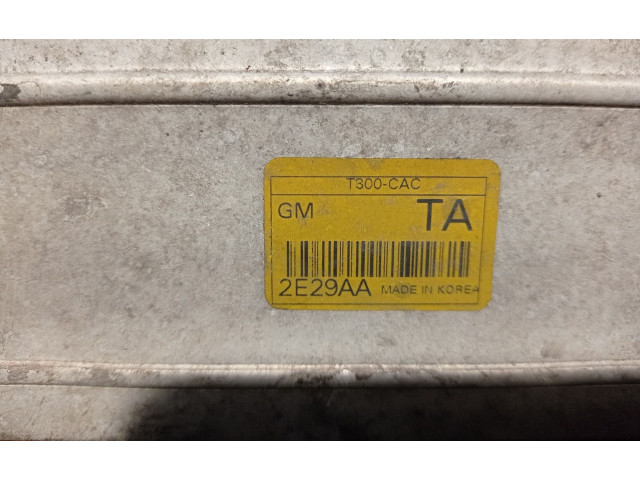 T300-CAC
GM TA
2E29AA MADE IN KOREA